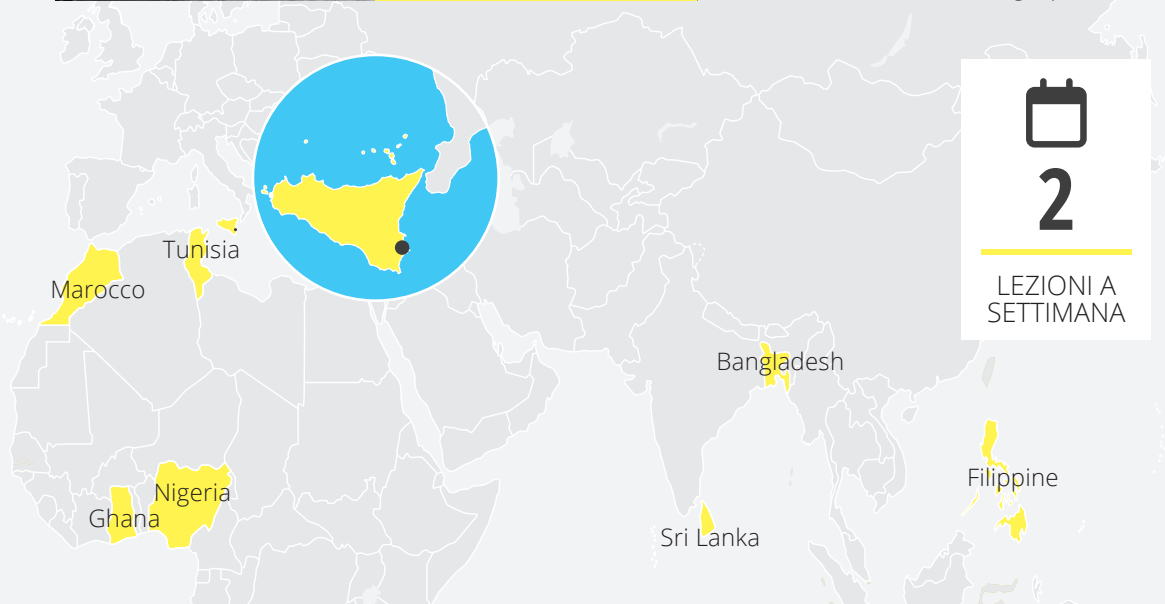 2
LEZIONI A
SETTIMANA
Tunisia
Marocco
Bangladesh
Filippine
Nigeria
Ghana
Sri Lanka